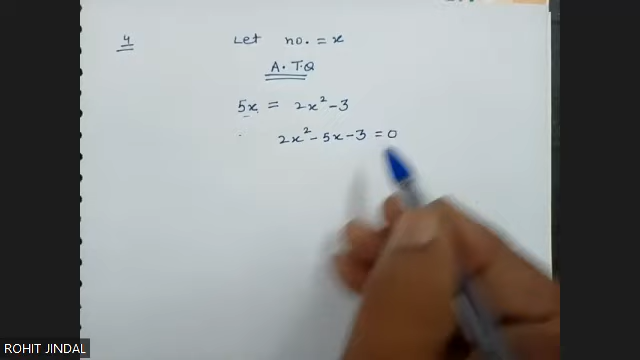 4
Let no. = x
A.T.Q
5x = 2x² - 3
2x² - 5x - 3 = 0
ROHIT JINDAL